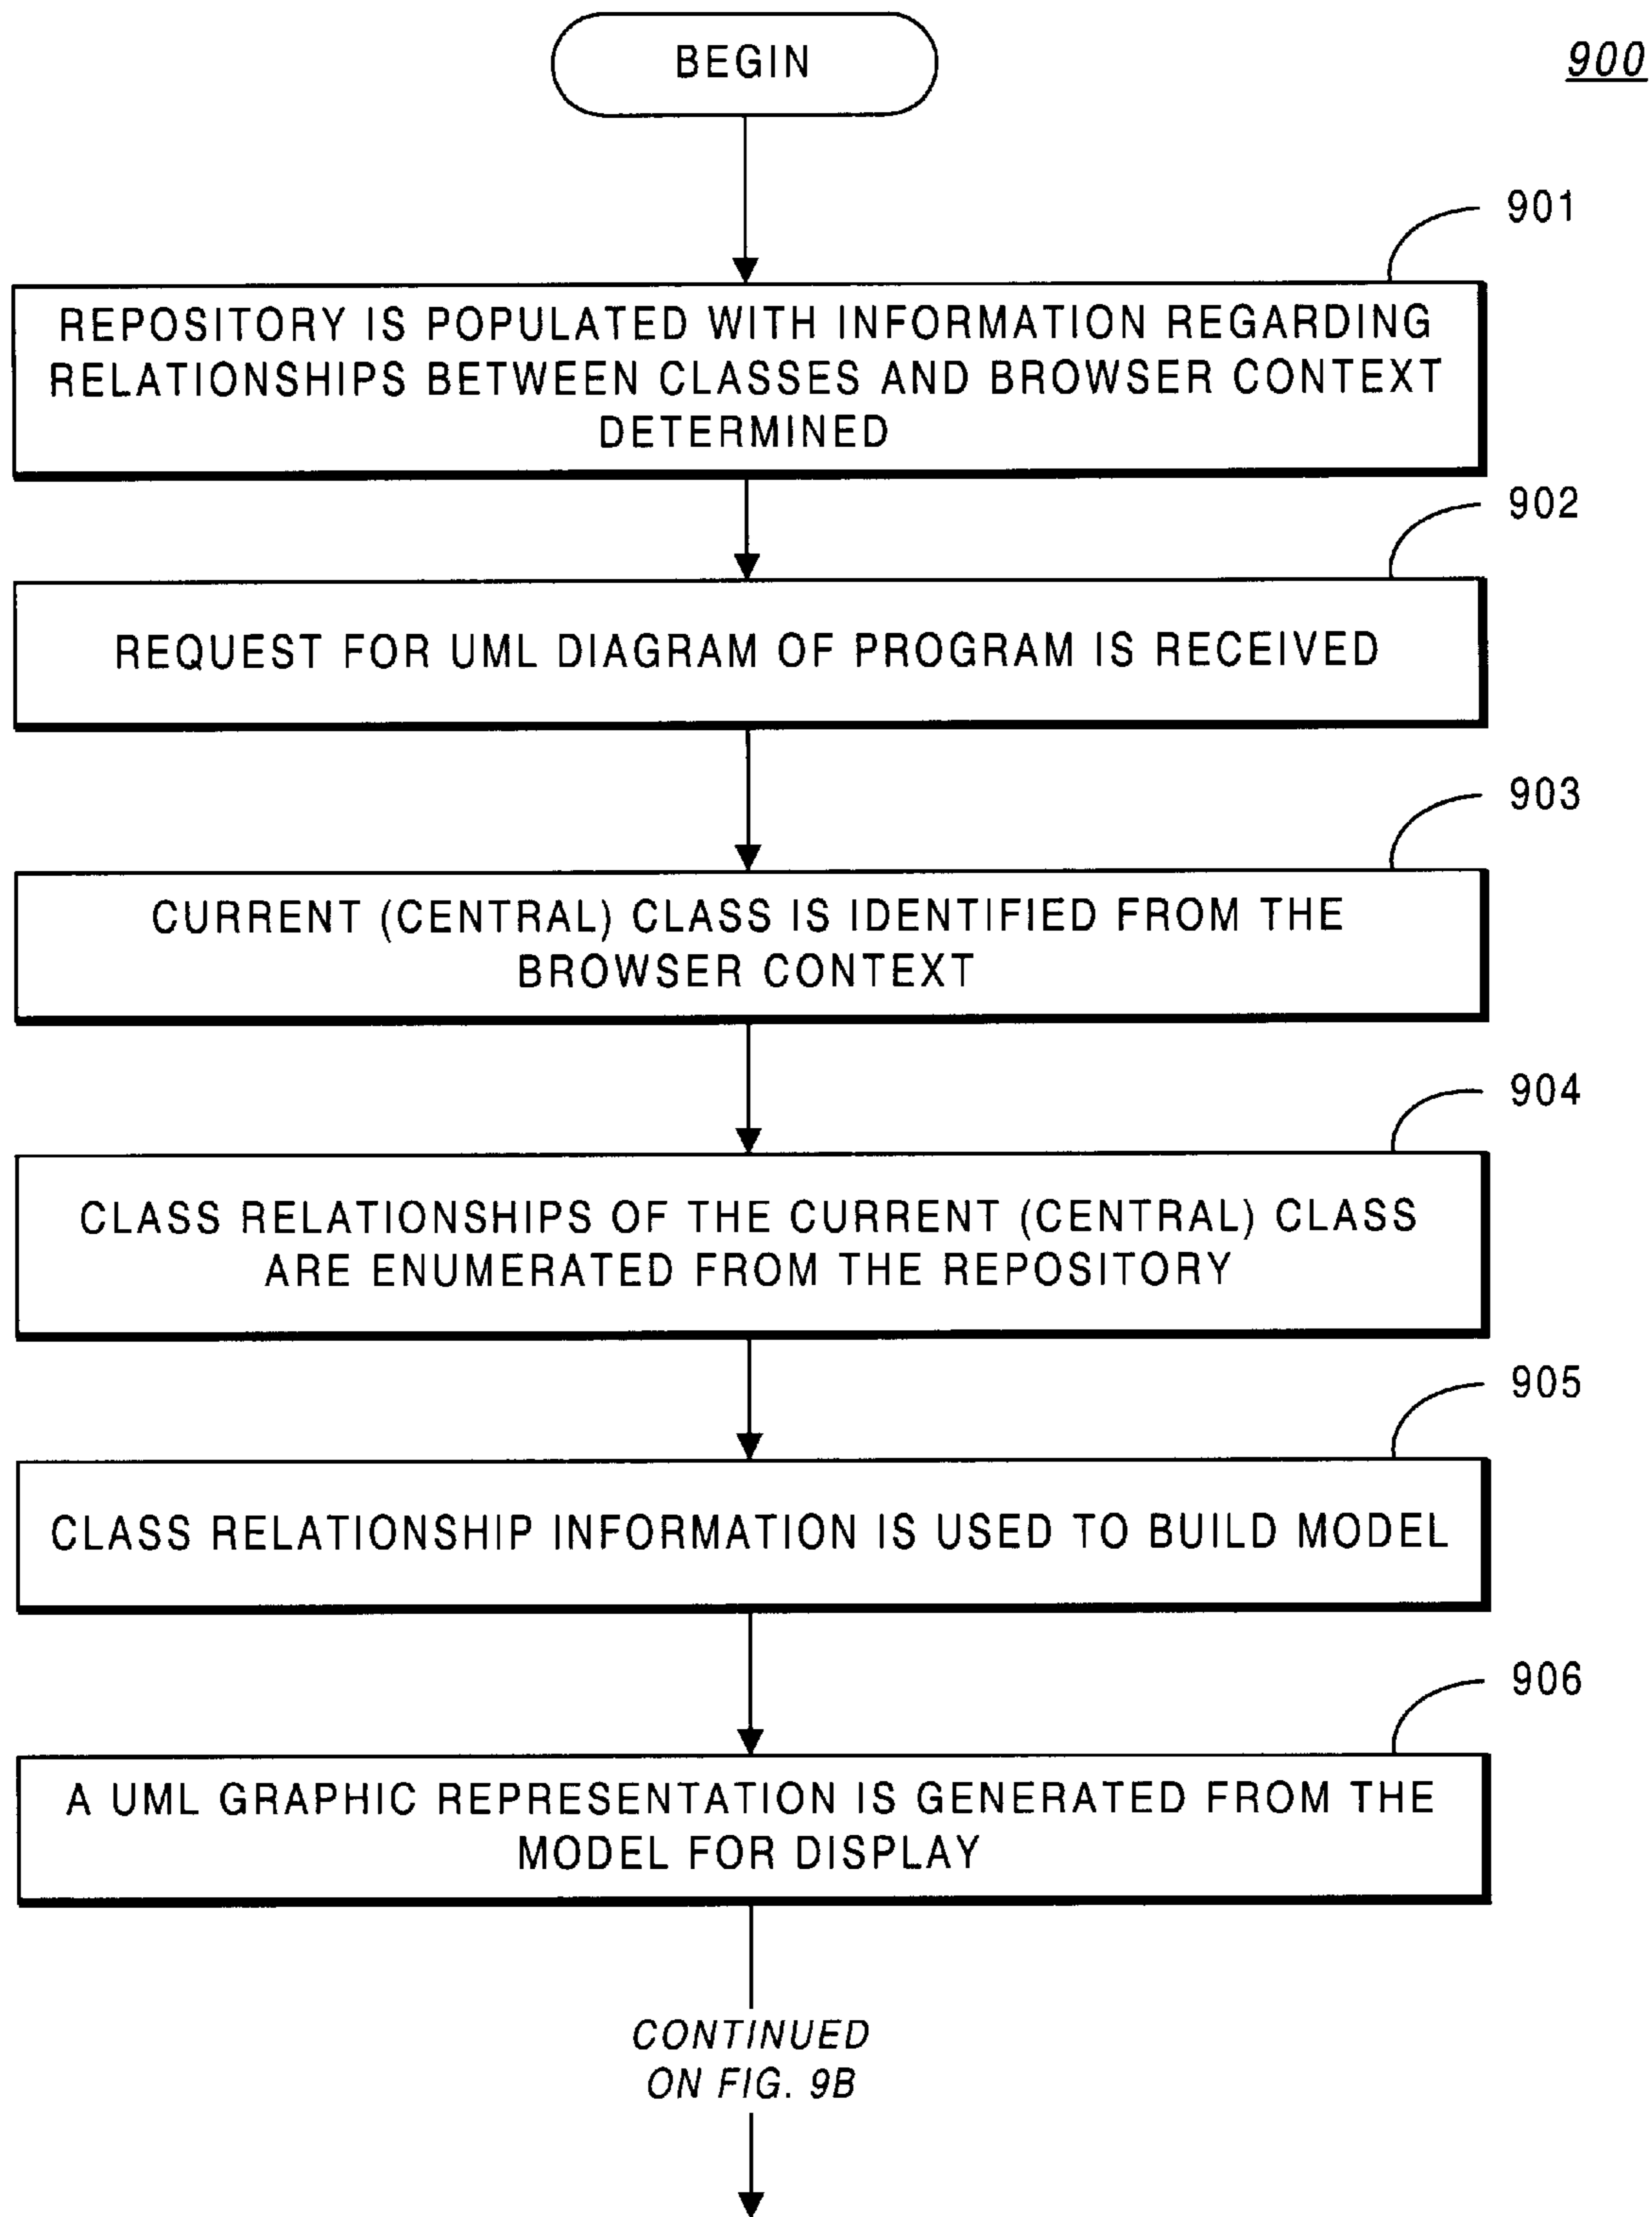 BEGIN
900
901
REPOSITORY IS POPULATED WITH INFORMATION REGARDING
RELATIONSHIPS BETWEEN CLASSES AND BROWSER CONTEXT
DETERMINED
902
REQUEST FOR UML DIAGRAM OF PROGRAM IS RECEIVED
903
CURRENT (CENTRAL) CLASS IS IDENTIFIED FROM THE
BROWSER CONTEXT
904
CLASS RELATIONSHIPS OF THE CURRENT (CENTRAL) CLASS
ARE ENUMERATED FROM THE REPOSITORY
905
CLASS RELATIONSHIP INFORMATION IS USED TO BUILD MODEL
906
A UML GRAPHIC REPRESENTATION IS GENERATED FROM THE
MODEL FOR DISPLAY
CONTINUED
ON FIG. 9B